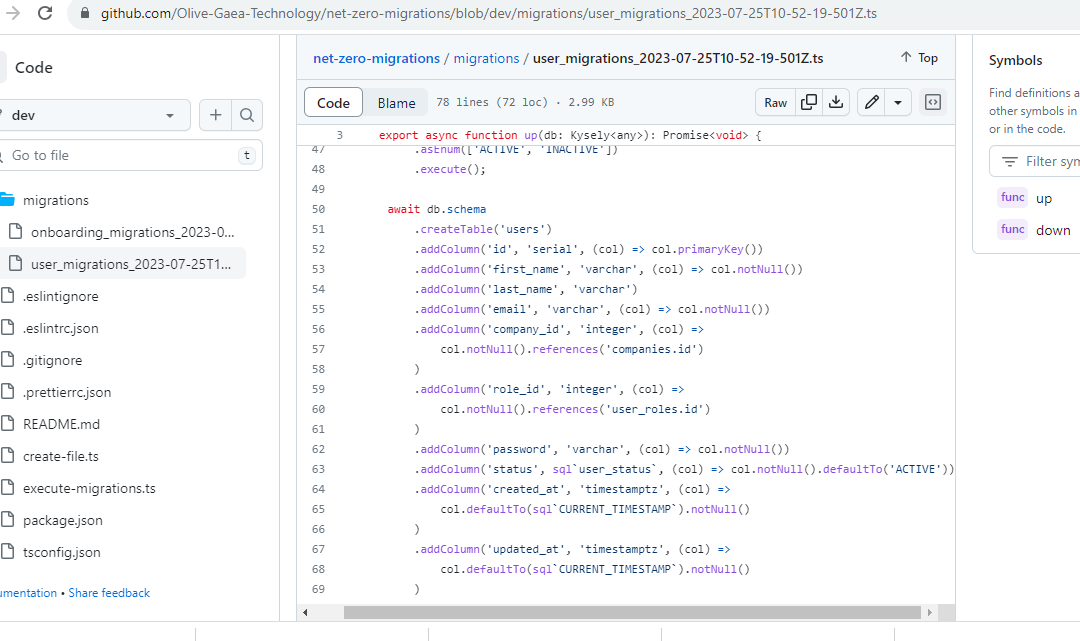 github.com/Olive-Gaea-Technology/net-zero-migrations/blob/dev/migrations/user_migrations_2023-07-25T10-52-19-501Z.ts
Code
dev
Go to file
t
migrations
onboarding_migrations_2023-0...
user_migrations_2023-07-25T1...
.eslintignore
.eslintrc.json
.gitignore
.prettierrc.json
README.md
create-file.ts
execute-migrations.ts
package.json
tsconfig.json
umentation • Share feedback
net-zero-migrations / migrations / user_migrations_2023-07-25T10-52-19-501Z.ts
Top
Code Blame 78 lines (72 loc) · 2.99 KB Raw
3 export async function up(db: Kysely<any>): Promise<void> {
47 .asEnum(['ACTIVE', 'INACTIVE'])
48 .execute();
49
50 await db.schema
51 .createTable('users')
52 .addColumn('id', 'serial', (col) => col.primaryKey())
53 .addColumn('first_name', 'varchar', (col) => col.notNull())
54 .addColumn('last_name', 'varchar')
55 .addColumn('email', 'varchar', (col) => col.notNull())
56 .addColumn('company_id', 'integer', (col) =>
57 col.notNull().references('companies.id')
58 )
59 .addColumn('role_id', 'integer', (col) =>
60 col.notNull().references('user_roles.id')
61 )
62 .addColumn('password', 'varchar', (col) => col.notNull())
63 .addColumn('status', sql`user_status`, (col) => col.notNull().defaultTo('ACTIVE'))
64 .addColumn('created_at', 'timestamptz', (col) =>
65 col.defaultTo(sql`CURRENT_TIMESTAMP`).notNull()
66 )
67 .addColumn('updated_at', 'timestamptz', (col) =>
68 col.defaultTo(sql`CURRENT_TIMESTAMP`).notNull()
69 )
Symbols
Find definitions a
other symbols in
or in the code.
Filter sym
func up
func down